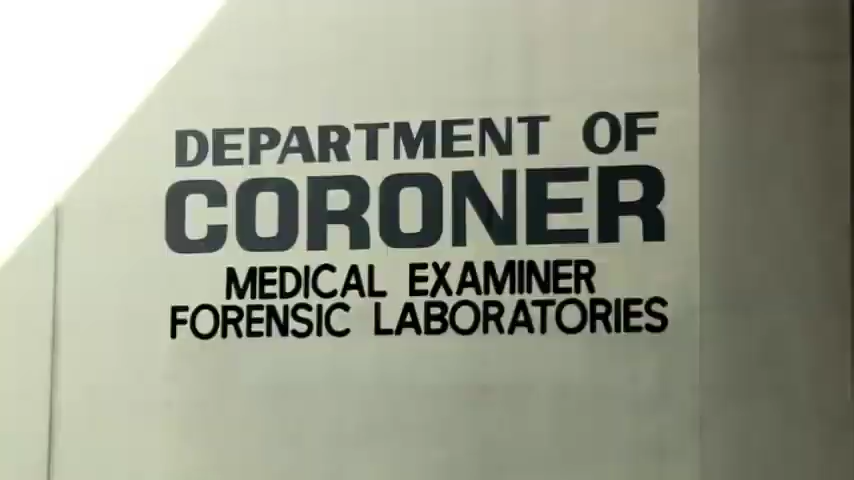 DEPARTMENT OF
CORONER
MEDICAL EXAMINER
FORENSIC LABORATORIES